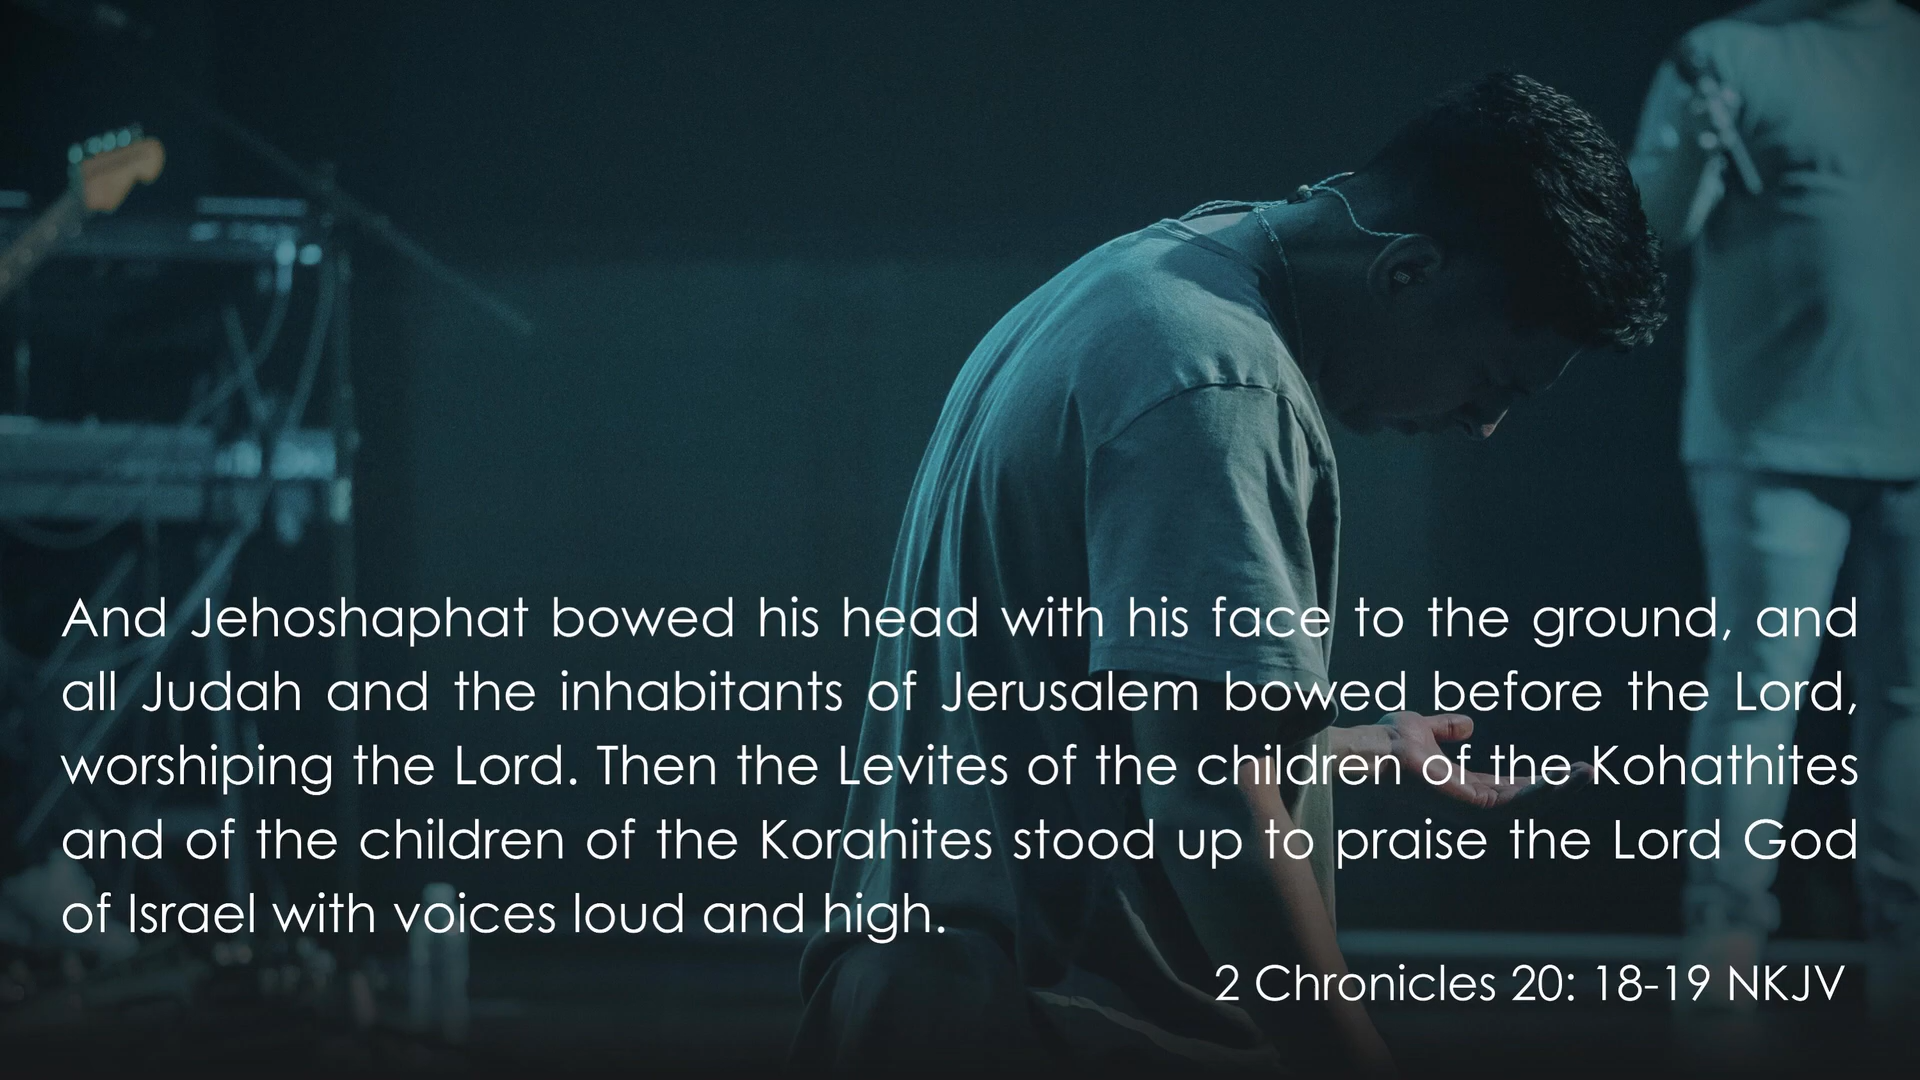 And Jehoshaphat bowed his head with his face to the ground, and
all Judah and the inhabitants of Jerusalem bowed before the Lord,
worshiping the Lord. Then the Levites of the children of the Kohathites
and of the children of the Korahites stood up to praise the Lord God
of Israel with voices loud and high.
2 Chronicles 20: 18-19 NKJV